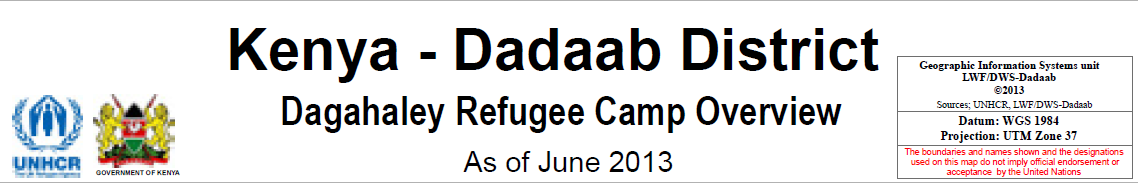 Kenya - Dadaab District
Dagahaley Refugee Camp Overview
As of June 2013
UNHCR
GOVERNMENT OF KENYA
Geographic Information Systems unit
LWF/DWS-Dadaab
©2013
Sources; UNHCR, LWF/DWS-Dadaab
Datum: WGS 1984
Projection: UTM Zone 37
The boundaries and names shown and the designations
used on this map do not imply official endorsement or
acceptance by the United Nations